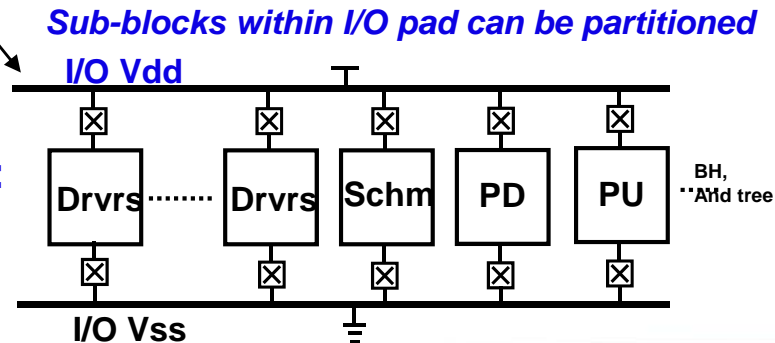 Sub-blocks within I/O pad can be partitioned
I/O Vdd
:
Drvrs ........ Drvrs Schm PD PU ...... BH,
And tree
I/O Vss